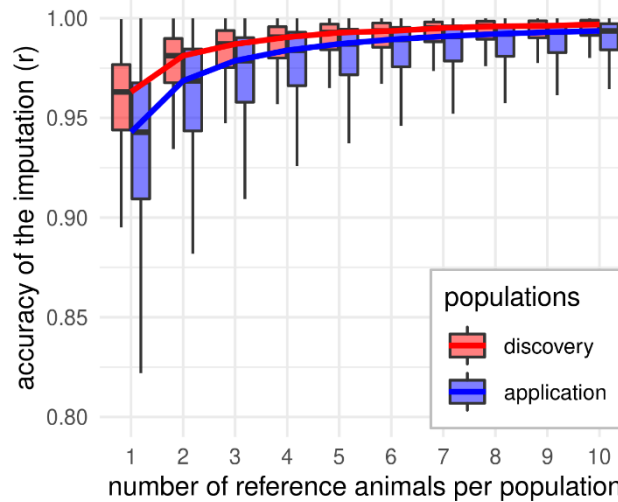 accuracy of the imputation (r)
1.00
0.95
0.90
0.85
0.80
populations
discovery
application
1 2 3 4 5 6 7 8 9 10
number of reference animals per population